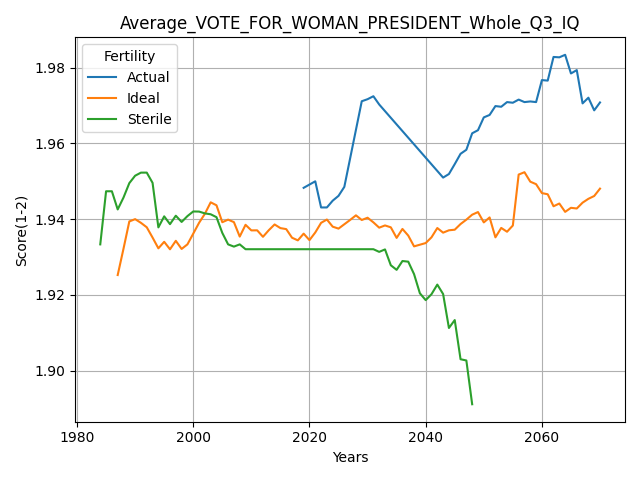 Average_VOTE_FOR_WOMAN_PRESIDENT_Whole_Q3_IQ
Fertility
Actual
Ideal
Sterile
Score(1-2)
1.98
1.96
1.94
1.92
1.90
1980
2000
2020
2040
2060
Years